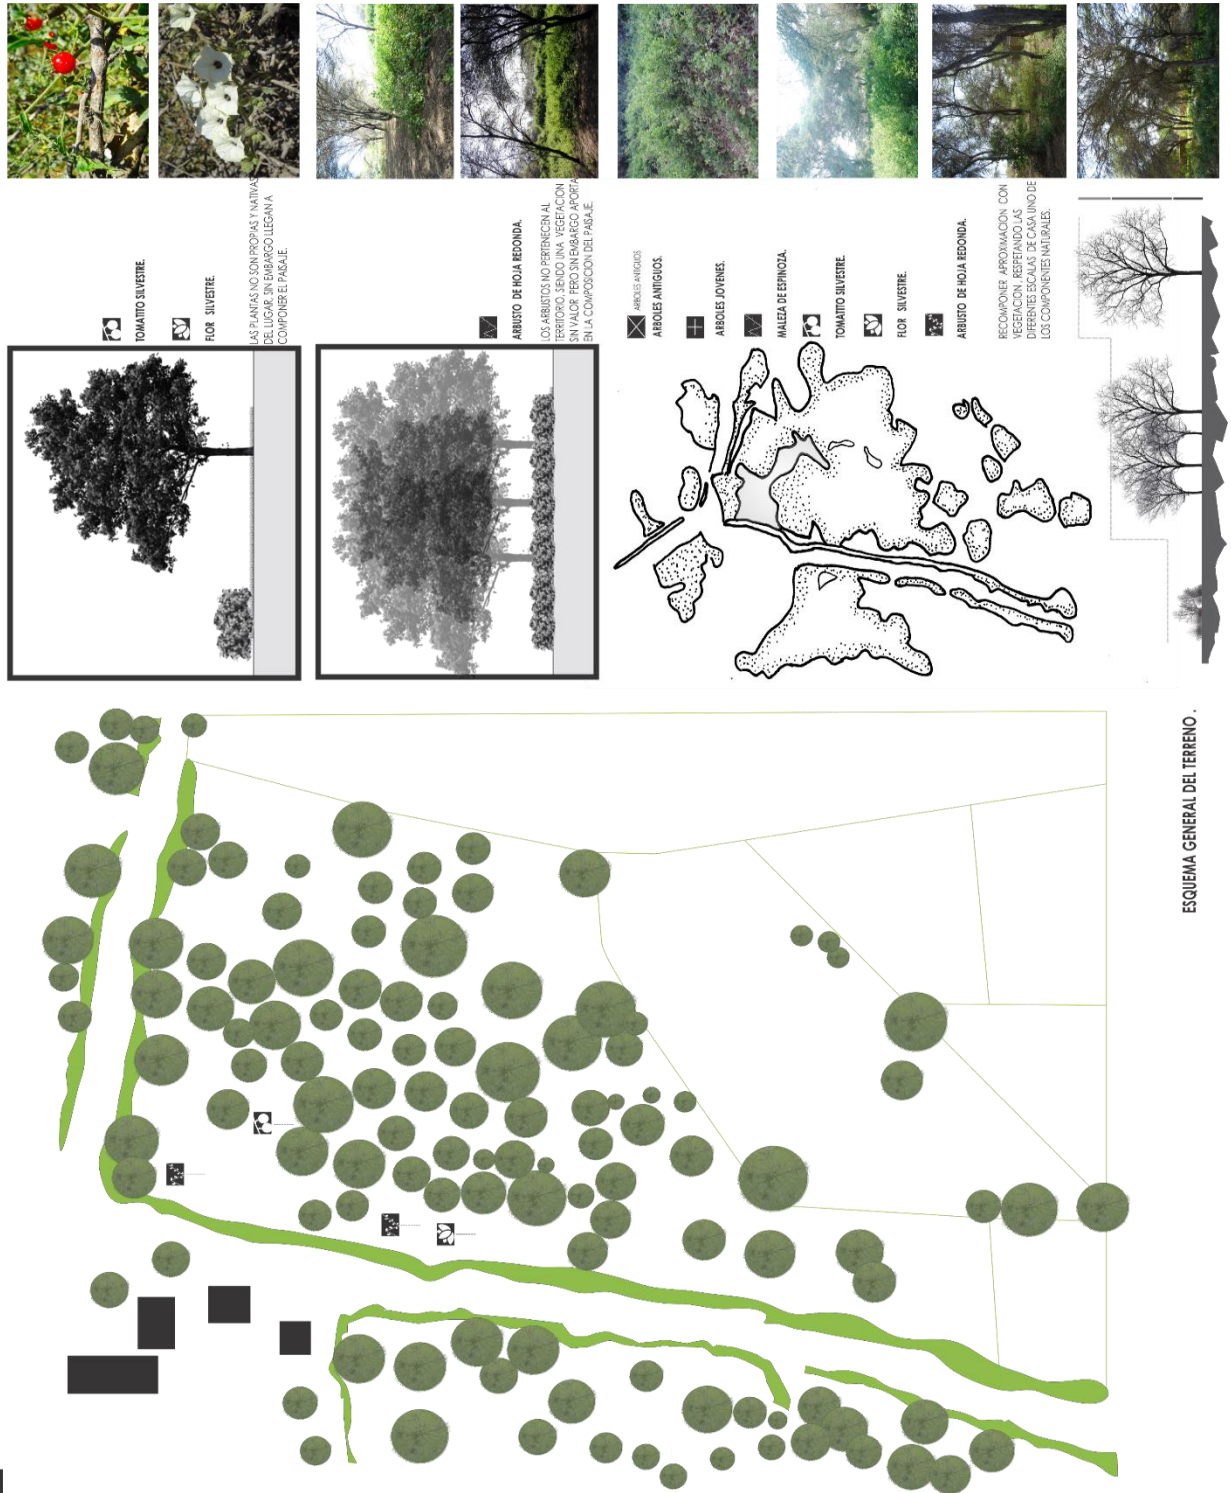 TOMATITO SILVESTRE.
FLOR SILVESTRE.
LAS PLANTAS NO SON PROPIAS Y NATIVAS
DEL LUGAR, SIN EMBARGO LLEGAN A
COMPONER EL PAISAJE.
ARBUSTO DE HOJA REDONDA.
LOS ARBUSTOS NO PERTENECEN AL
TERRITORIO, SIENDO UNA VEGETACION
SIN VALOR PERO SIN EMBARGO APORTA
EN LA COMPOSICION DEL PAISAJE.
ARBOLES ANTIGUOS
ARBOLES ANTIGUOS.
ARBOLES JOVENES.
MALEZA DE ESPINOZA.
TOMATITO SILVESTRE.
FLOR SILVESTRE.
ARBUSTO DE HOJA REDONDA.
RECOMPONER APROXIMACION CON
VEGETACION, RESPETANDO LAS
DIFERENTES ESCALAS DE CASA UNO DE
LOS COMPONENTES NATURALES.
ESQUEMA GENERAL DEL TERRENO .